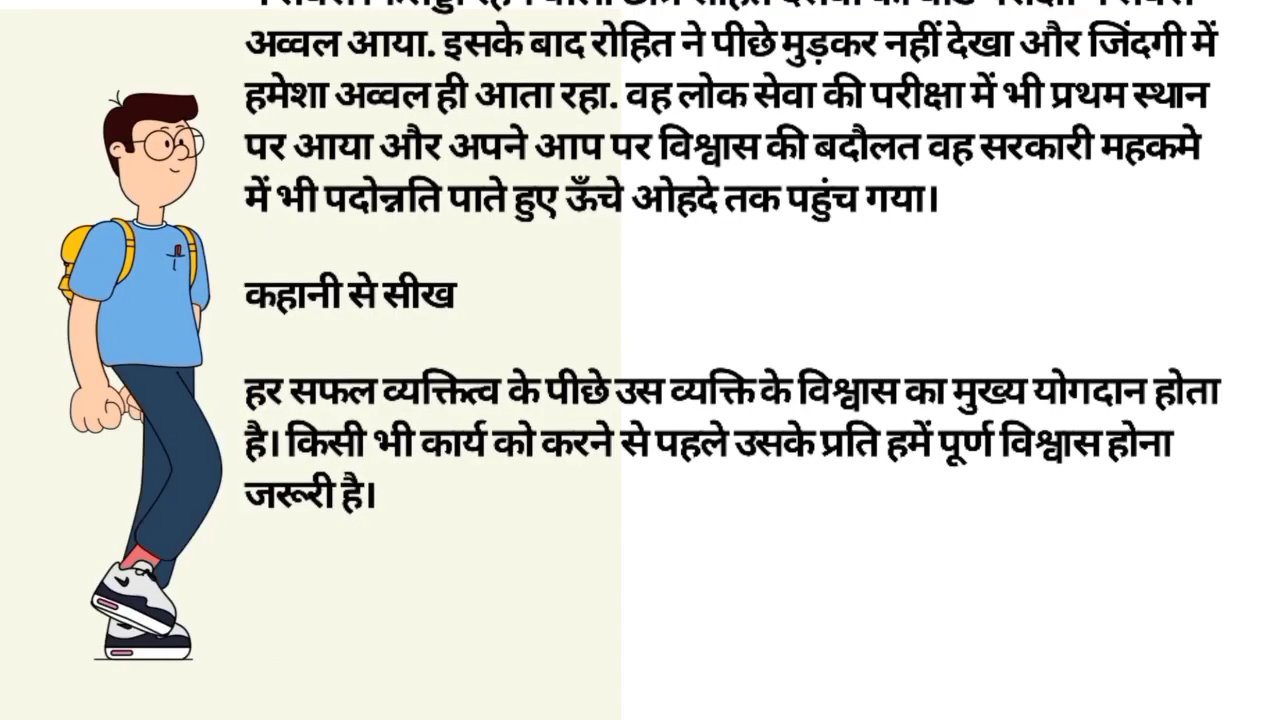 अव्वल आया. इसके बाद रोहित ने पीछे मुड़कर नहीं देखा और जिंदगी में
हमेशा अव्वल ही आता रहा. वह लोक सेवा की परीक्षा में भी प्रथम स्थान
पर आया और अपने आप पर विश्वास की बदौलत वह सरकारी महकमे
में भी पदोन्नति पाते हुए ऊँचे ओहदे तक पहुंच गया।
कहानी से सीख
हर सफल व्यक्तित्व के पीछे उस व्यक्ति के विश्वास का मुख्य योगदान होता
है। किसी भी कार्य को करने से पहले उसके प्रति हमें पूर्ण विश्वास होना
जरूरी है।